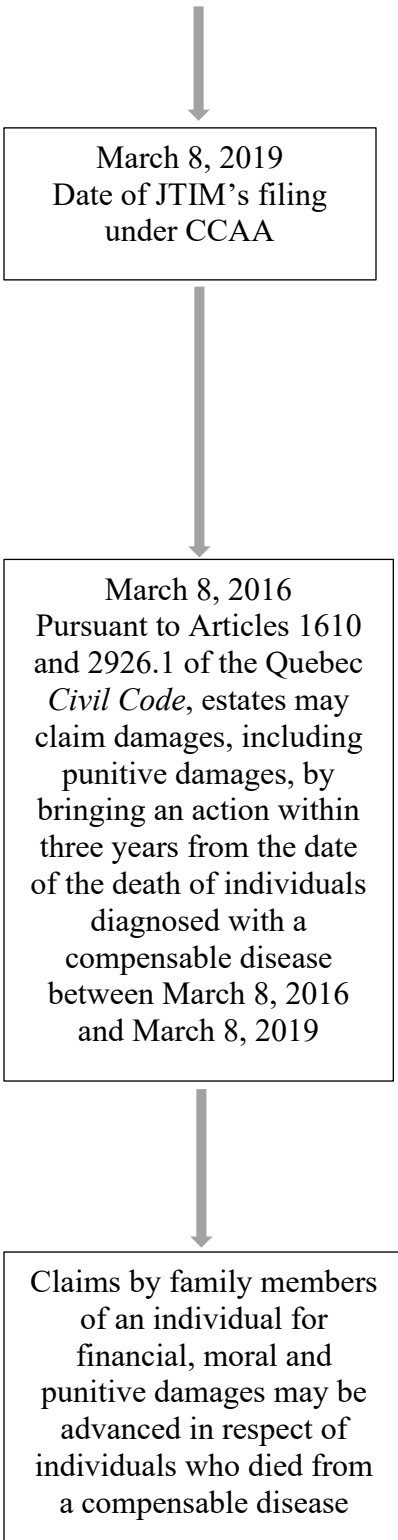 March 8, 2019
Date of JTIM’s filing
under CCAA
March 8, 2016
Pursuant to Articles 1610
and 2926.1 of the Quebec
Civil Code, estates may
claim damages, including
punitive damages, by
bringing an action within
three years from the date
of the death of individuals
diagnosed with a
compensable disease
between March 8, 2016
and March 8, 2019
Claims by family members
of an individual for
financial, moral and
punitive damages may be
advanced in respect of
individuals who died from
a compensable disease